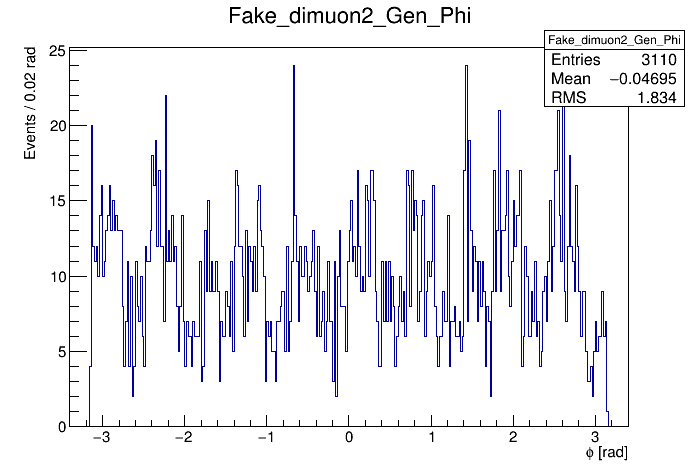 Fake_dimuon2_Gen_Phi
Fake_dimuon2_Gen_Phi
Entries 3110
Mean −0.04695
RMS 1.834
Events / 0.02 rad
25
20
15
10
5
0
−3 −2 −1 0 1 2 3
ϕ [rad]